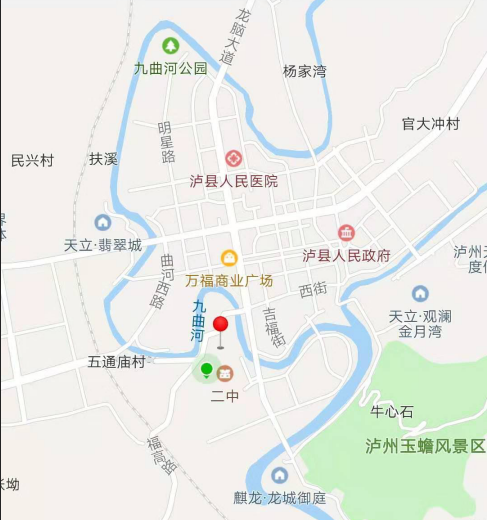 龙脑大道
九曲河公园
杨家湾
官大冲村
明星路
民兴村
扶溪
泸县人民医院
天立·翡翠城
泸县人民政府
泸州
度假
曲河西路
万福商业广场
西街
九曲河
吉福街
天立·观澜
金月湾
五通庙村
二中
牛心石
福高路
泸州玉蟾风景区
麒龙·龙城御庭